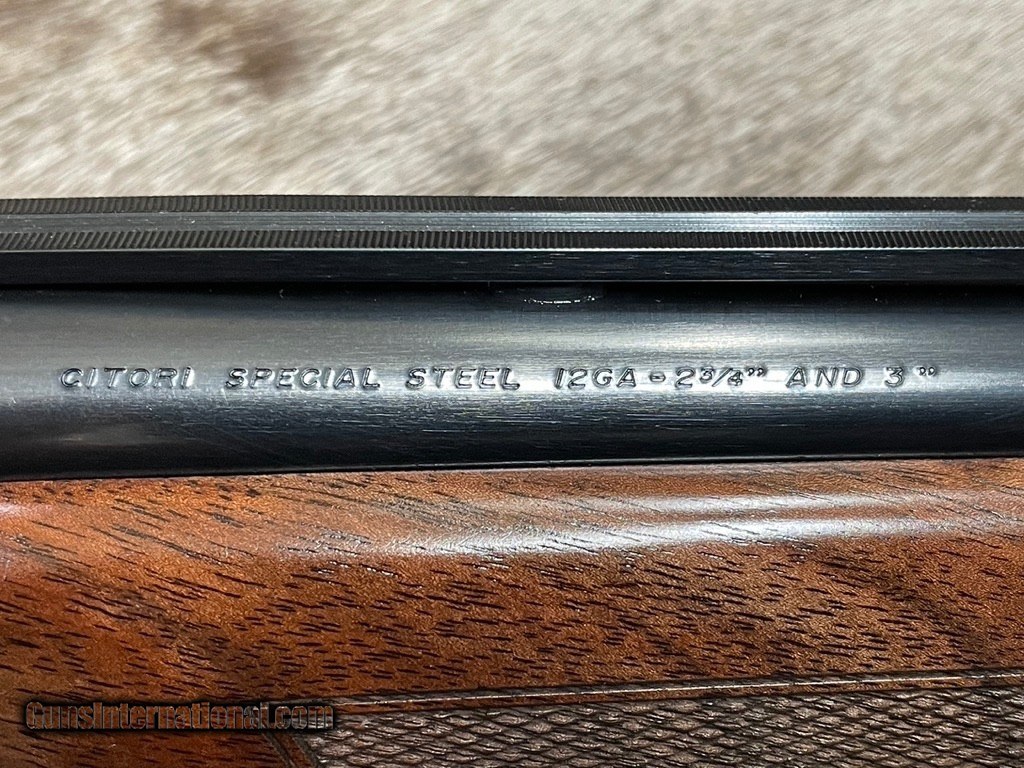 CITORI SPECIAL STEEL 12GA-2¾" AND 3"
GunsInternational.com